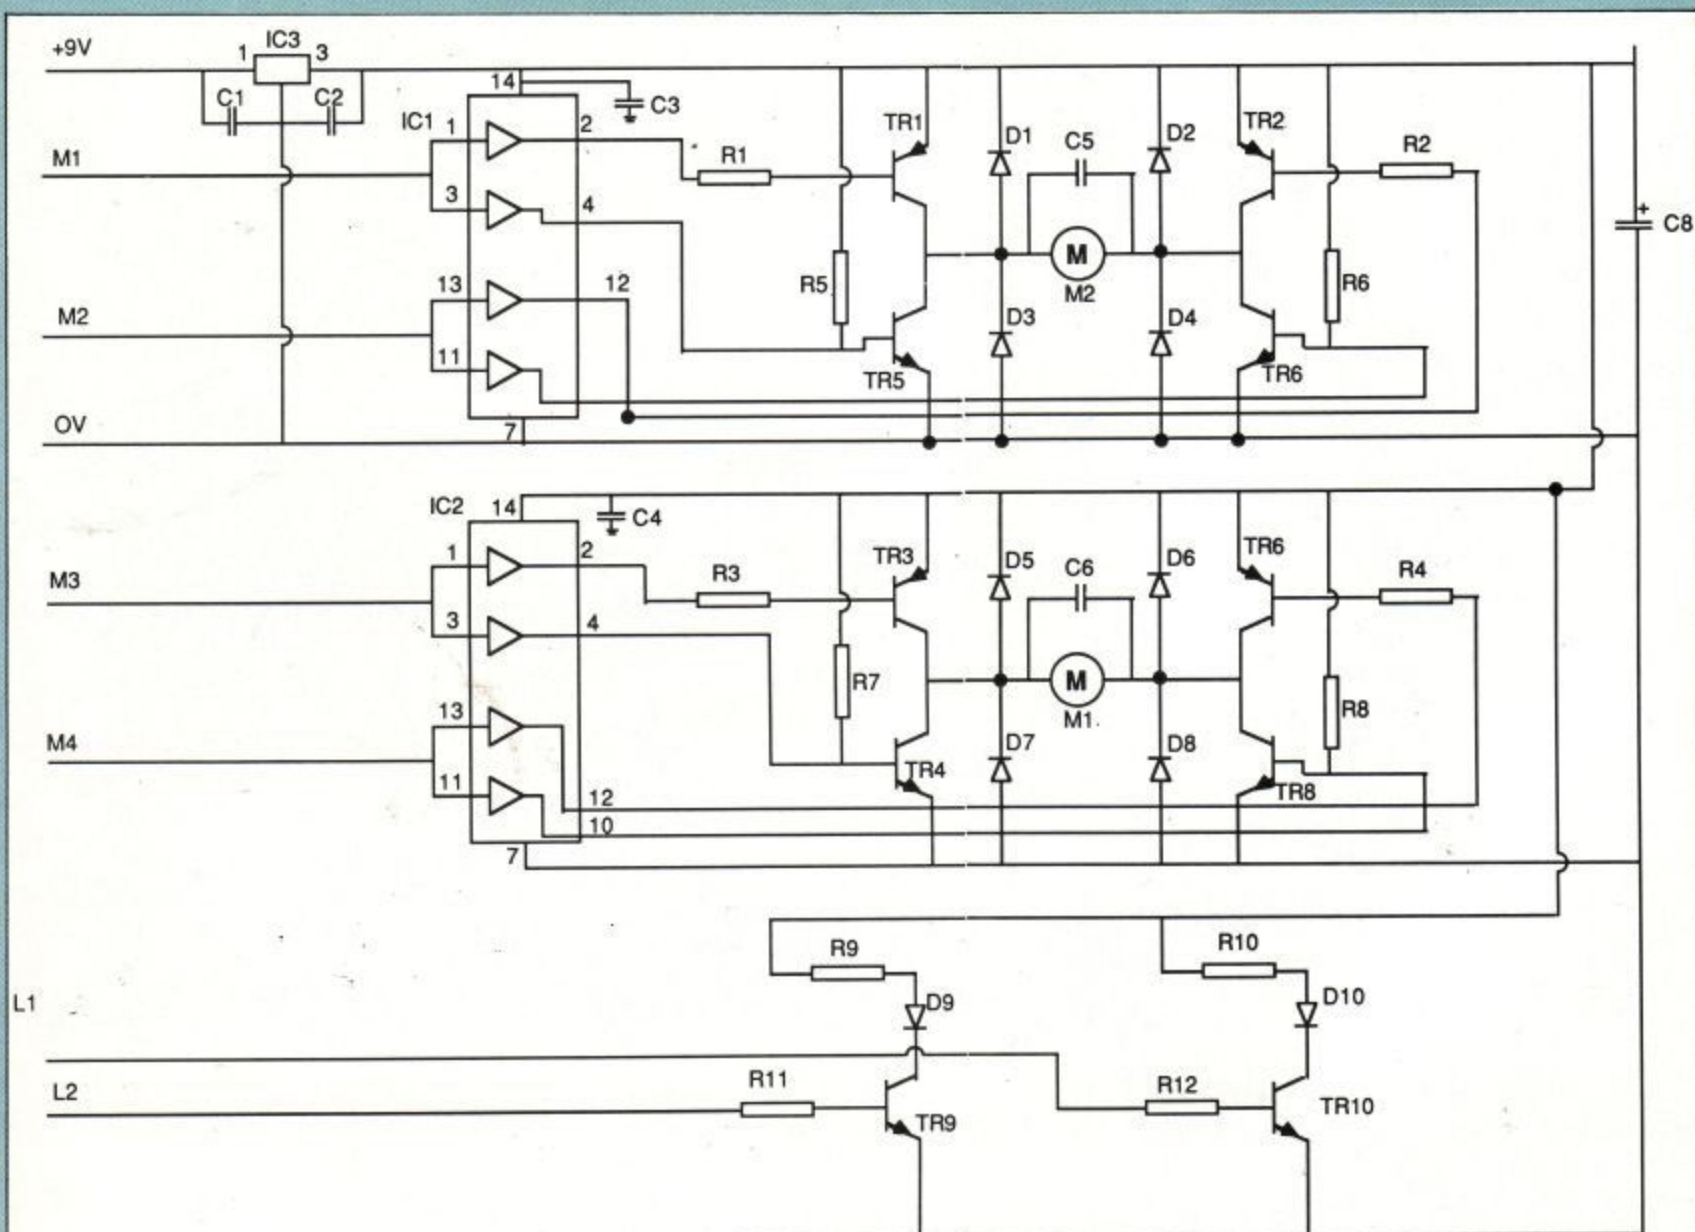 +9V
1 IC3 3
C1 C2
14
C3
IC1
1
2
3
4
13
12
11
7
M1
M2
OV
R1
R5
TR1
TR5
D1
D3
C5
M
M2
D2
D4
TR2
TR6
R2
R6
+
C8
IC2
14
C4
1
2
3
4
13
11
12
10
7
M3
M4
R3
R7
TR3
TR4
D5
D7
C6
M
M1.
D6
D8
TR6
TR8
R4
R8
R9
R10
D9
D10
L1
L2
R11
TR9
R12
TR10